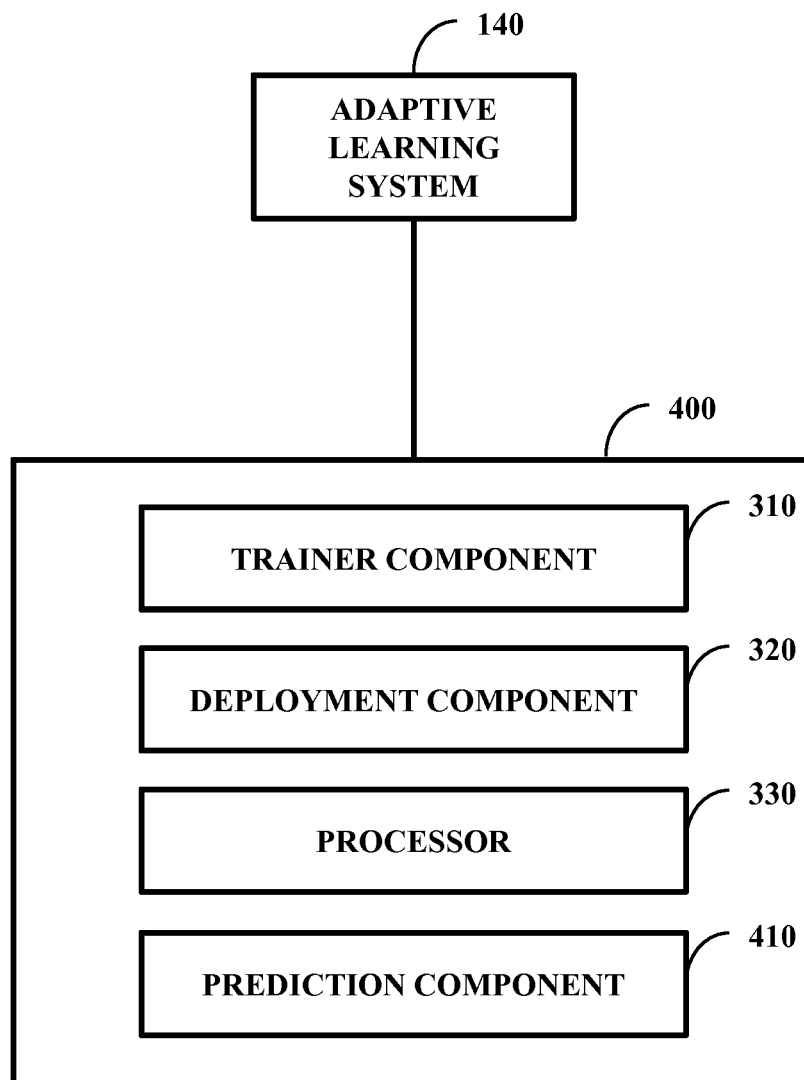 140
ADAPTIVE
LEARNING
SYSTEM
400
310
TRAINER COMPONENT
320
DEPLOYMENT COMPONENT
330
PROCESSOR
410
PREDICTION COMPONENT